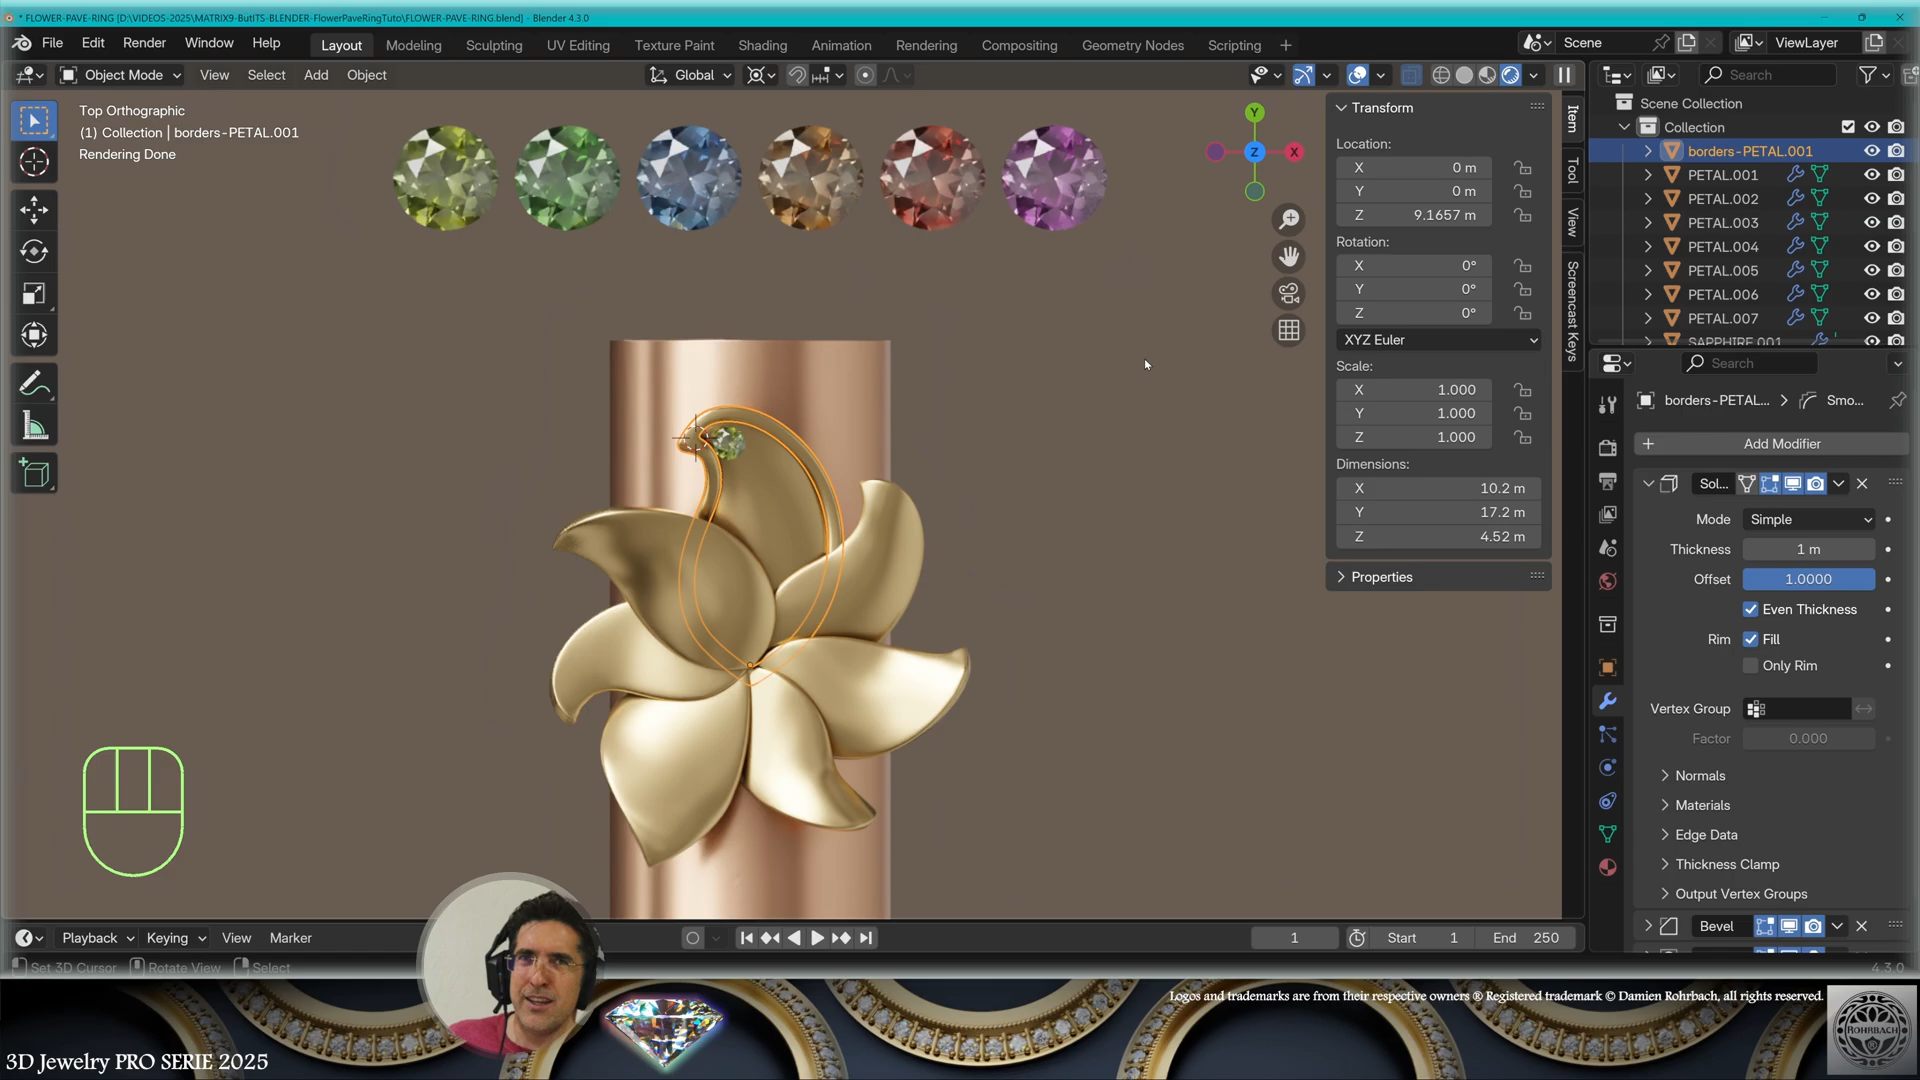 * FLOWER-PAVE-RING [D:\VIDEOS-2025\MATRIX9-ButITS-BLENDER-FlowerPaveRingTuto\FLOWER-PAVE-RING.blend] - Blender 4.3.0
File Edit Render Window Help
Layout Modeling Sculpting UV Editing Texture Paint Shading Animation Rendering Compositing Geometry Nodes Scripting +
Scene
ViewLayer
Object Mode View Select Add Object
Global
Search
Top Orthographic
(1) Collection | borders-PETAL.001
Rendering Done
Y
Z
X
Transform
Location:
X 0 m
Y 0 m
Z 9.1657 m
Rotation:
X 0°
Y 0°
Z 0°
XYZ Euler
Scale:
X 1.000
Y 1.000
Z 1.000
Dimensions:
X 10.2 m
Y 17.2 m
Z 4.52 m
Properties
Item
Tool
View
Screencast Keys
Scene Collection
Collection
borders-PETAL.001
PETAL.001
PETAL.002
PETAL.003
PETAL.004
PETAL.005
PETAL.006
PETAL.007
SAPPHIRE.001
Search
borders-PETAL... > Smo...
+ Add Modifier
Sol...
Mode Simple
Thickness 1 m
Offset 1.0000
Even Thickness
Rim Fill
Only Rim
Vertex Group
Factor 0.000
Normals
Materials
Edge Data
Thickness Clamp
Output Vertex Groups
Bevel
Playback Keying View Marker
1
Start 1
End 250
Set 3D Cursor Rotate View Select
4.3.0
Logos and trademarks are from their respective owners ® Registered trademark © Damien Rohrbach, all rights reserved.
ROHRBACH
3D Jewelry PRO SERIE 2025